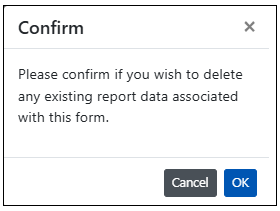 Confirm ×
Please confirm if you wish to delete
any existing report data associated
with this form.
Cancel OK